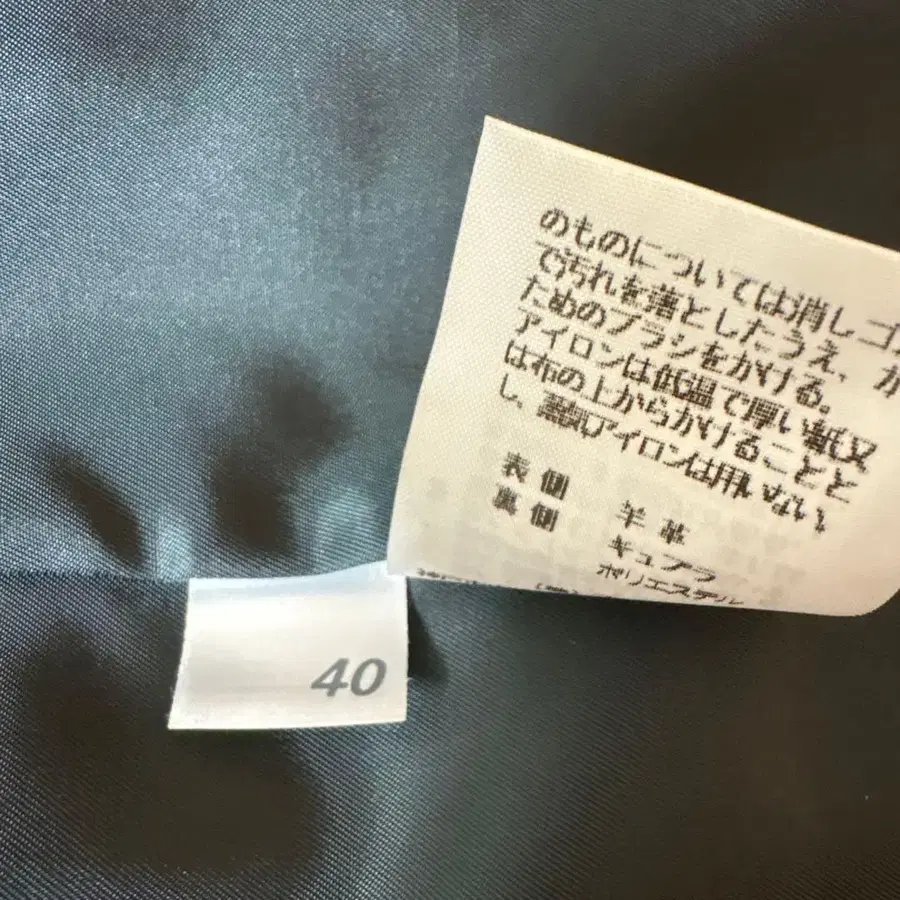 のものについては消しゴ
で汚れを落としたうえ、か
ためのブラシをかける。
アイロンは低温で厚い紙又
は布の上からかけることと
し、蒸気アイロンは用いない。
表側 羊革
裏側 キュプラ
ポリエステル
40